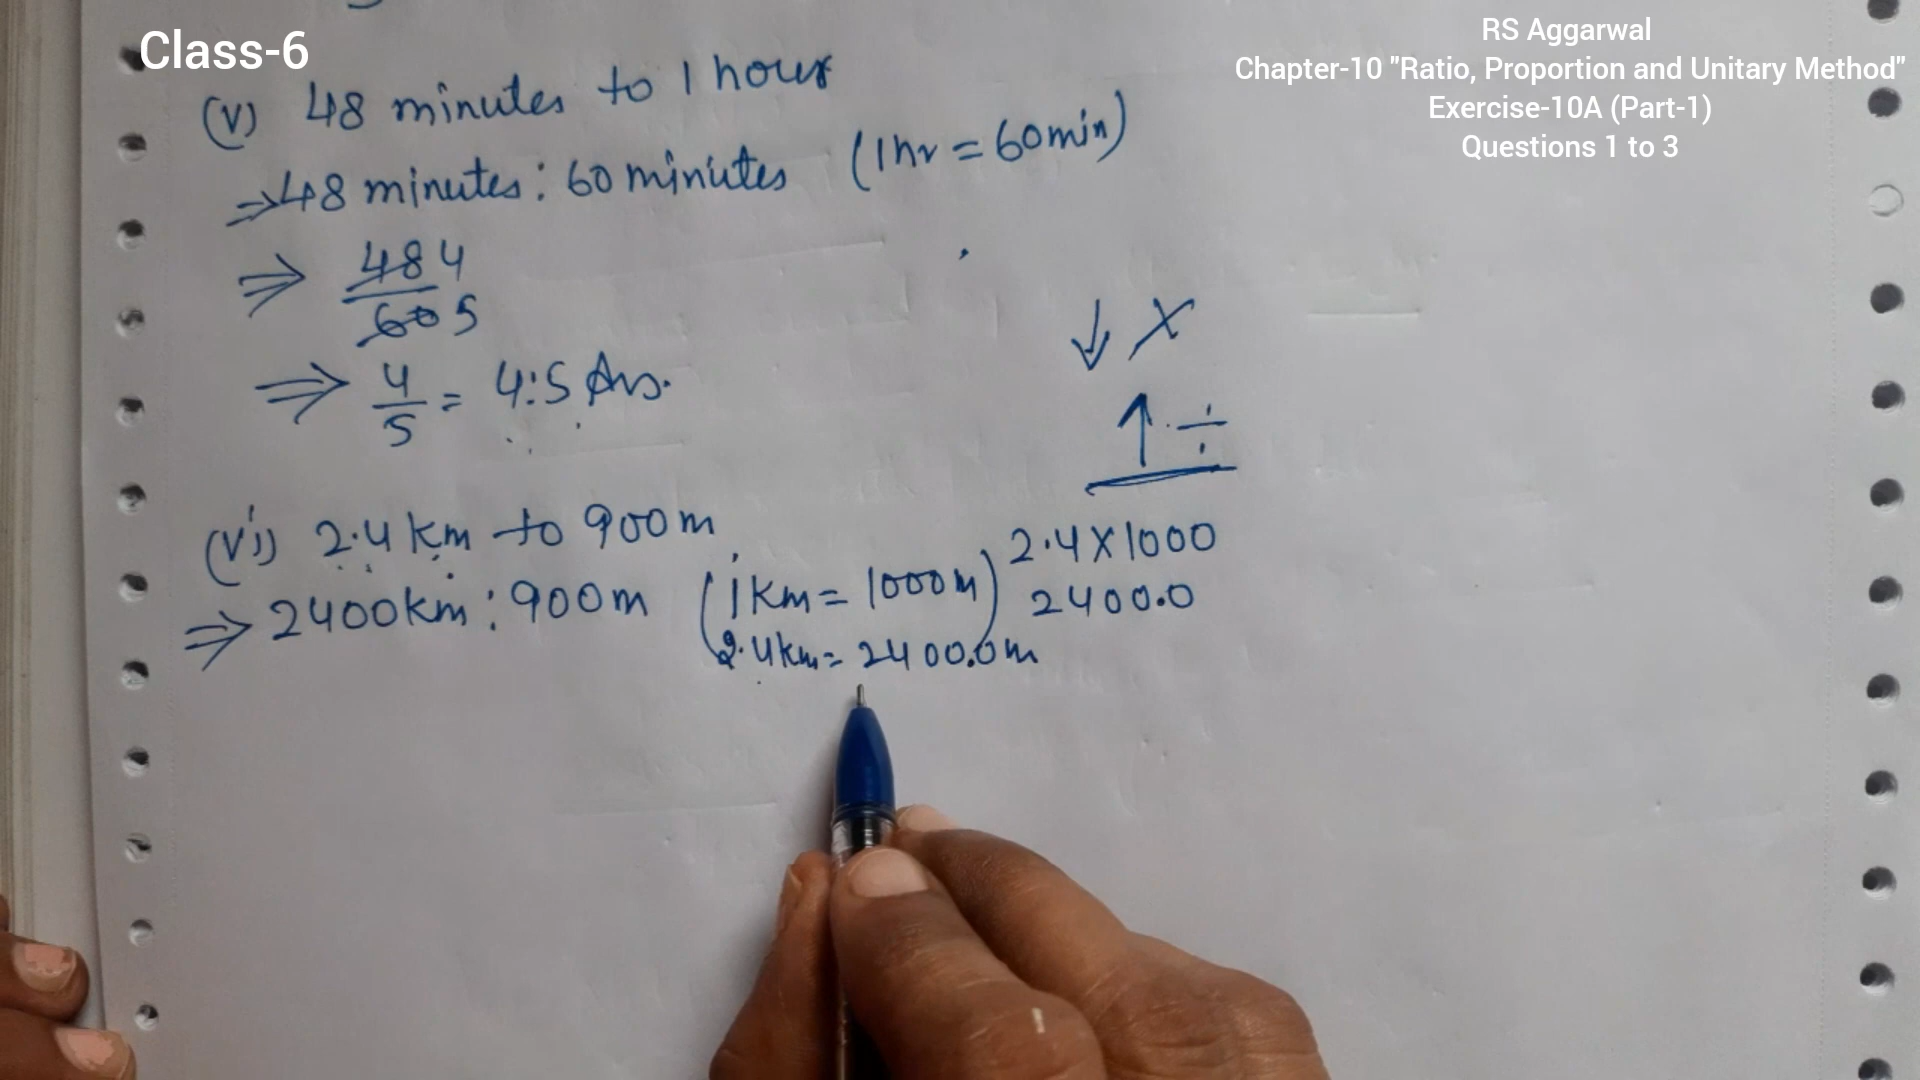 Class-6
RS Aggarwal
Chapter-10 "Ratio, Proportion and Unitary Method"
Exercise-10A (Part-1)
Questions 1 to 3
(V) 48 minutes to 1 hour
⇒48 minutes : 60 minutes (1hr = 60min)
⇒ 48/60 4/5
⇒ 4/5 = 4:5 Ans.
↓ ×
↑ ÷
(Vi) 2.4 km to 900m
⇒ 2400km : 900m (1km = 1000m)
2.4km = 2400.0m
2.4 × 1000
2400.0